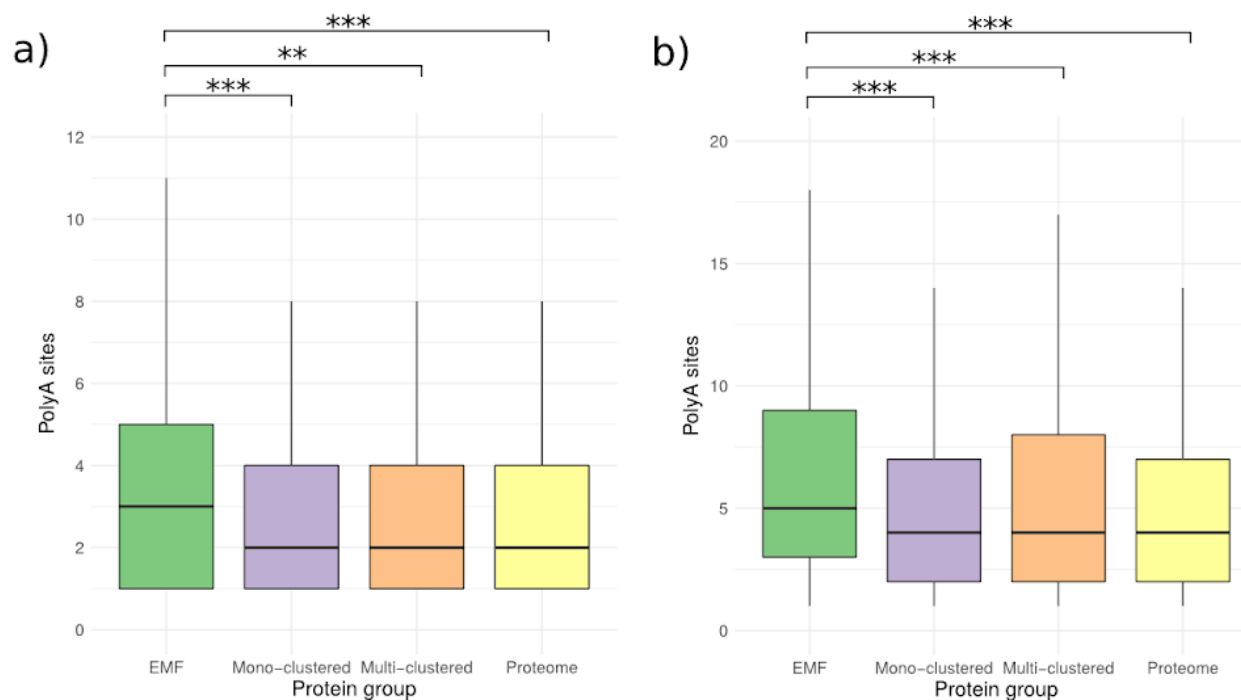 a)
***
**
***
PolyA sites
12
10
8
6
4
2
0
EMF Mono-clustered Multi-clustered Proteome
Protein group
b)
***
***
***
PolyA sites
20
15
10
5
0
EMF Mono-clustered Multi-clustered Proteome
Protein group